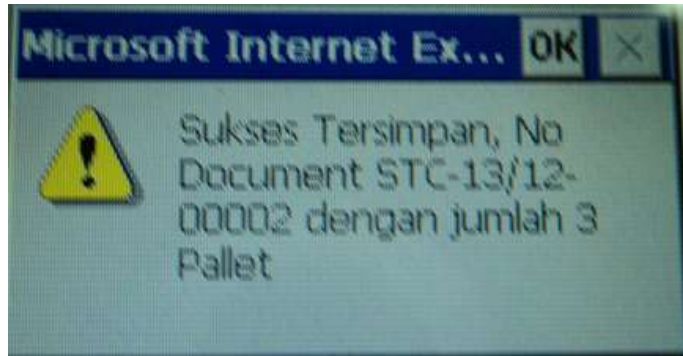 Microsoft Internet Ex... OK
Sukses Tersimpan, No
Document STC-13/12-
00002 dengan jumlah 3
Pallet